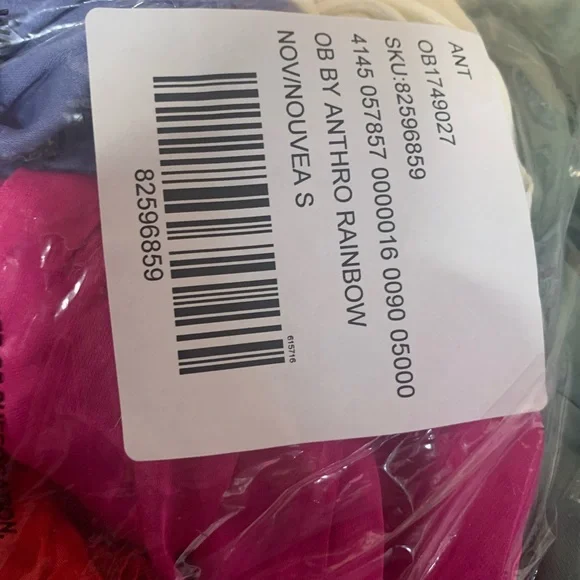 ANT
OB1749027
SKU:82596859
4145 057857 0000016 0090 05000
OB BY ANTHRO RAINBOW
NOV/NOUVEA S
615716
82596859